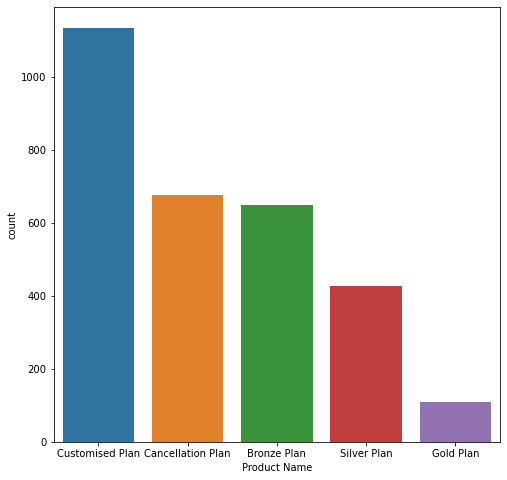 1000
800
600
400
200
0
count
Customised Plan Cancellation Plan Bronze Plan Silver Plan Gold Plan
Product Name